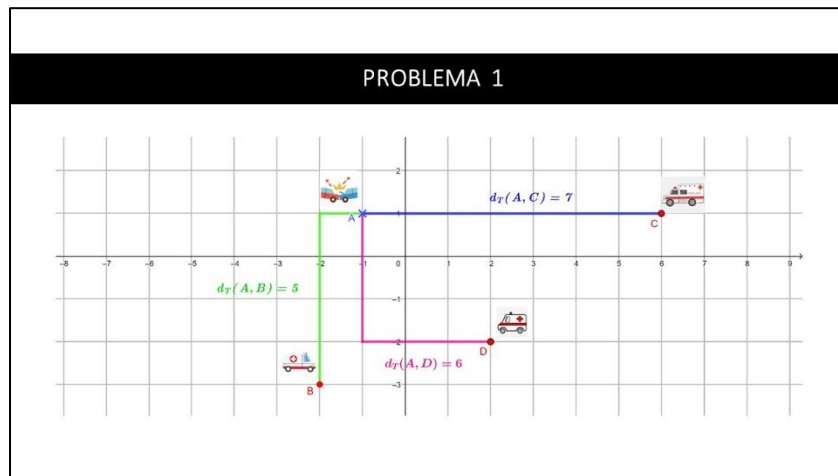 PROBLEMA 1
2
d_T(A, C) = 7
A
1
C
-8 -7 -6 -5 -4 -3 -2 -1 0 1 2 3 4 5 6 7 8 9
d_T(A, B) = 5
-1
-2
D
d_T(A, D) = 6
B
-3